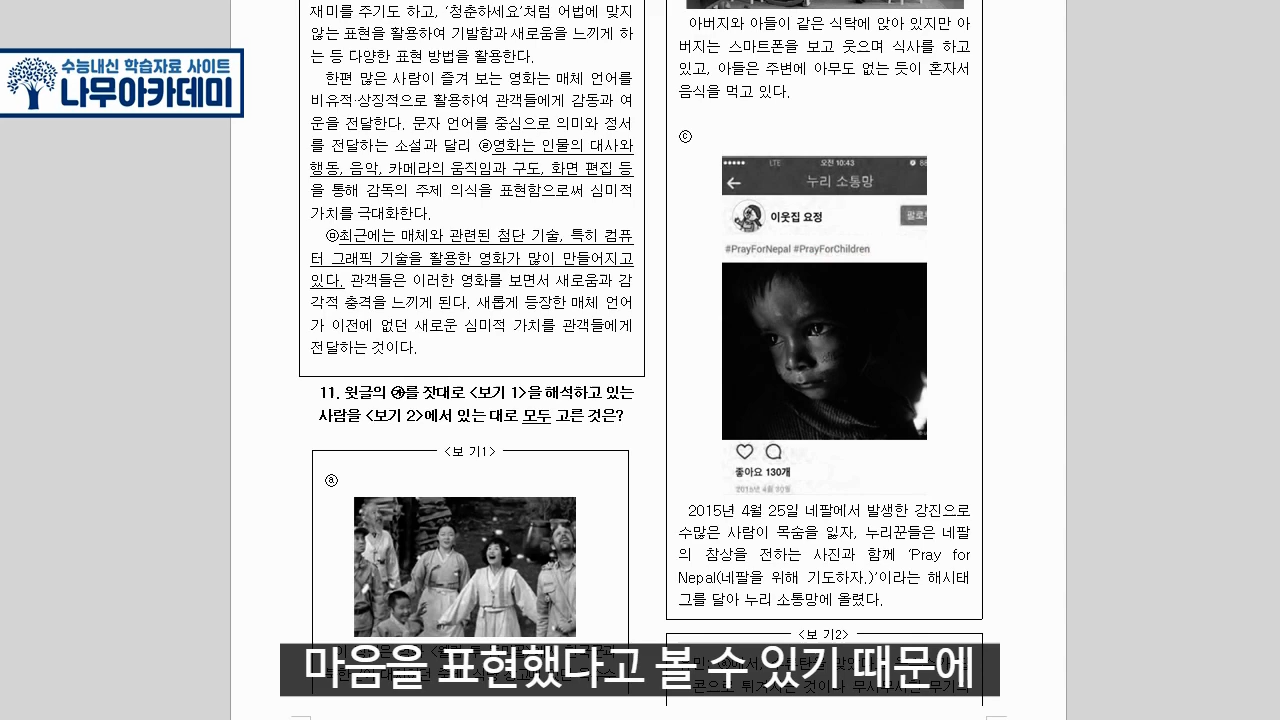 수능내신 학습자료 사이트
나무아카데미
재미를 주기도 하고, '청춘하세요'처럼 어법에 맞지
않는 표현을 활용하여 기발함과 새로움을 느끼게 하
는 등 다양한 표현 방법을 활용한다.
한편 많은 사람이 즐겨 보는 영화는 매체 언어를
비유적·상징적으로 활용하여 관객들에게 감동과 여
운을 전달한다. 문자 언어를 중심으로 의미와 정서
를 전달하는 소설과 달리 ⓔ영화는 인물의 대사와
행동, 음악, 카메라의 움직임과 구도, 화면 편집 등
을 통해 감독의 주제 의식을 표현함으로써 심미적
가치를 극대화한다.
최근에는 매체와 관련된 첨단 기술, 특히 컴퓨
터 그래픽 기술을 활용한 영화가 많이 만들어지고
있다. 관객들은 이러한 영화를 보면서 새로움과 감
각적 충격을 느끼게 된다. 새롭게 등장한 매체 언어
가 이전에 없던 새로운 심미적 가치를 관객들에게
전달하는 것이다.
11. 윗글의 ㉮를 잣대로 <보기 1>을 해석하고 있는
사람을 <보기 2>에서 있는 대로 모두 고른 것은?
<보 기1>
ⓐ
아버지와 아들이 같은 식탁에 앉아 있지만 아
버지는 스마트폰을 보고 웃으며 식사를 하고
있고, 아들은 주변에 아무도 없는 듯이 혼자서
음식을 먹고 있다.
ⓒ
LTE 오전 10:43 88
누리 소통망
이웃집 요정
팔로우
#PrayForNepal #PrayForChildren
좋아요 130개
2016년 4월 30일
2015년 4월 25일 네팔에서 발생한 강진으로
수많은 사람이 목숨을 잃자, 누리꾼들은 네팔
의 참상을 전하는 사진과 함께 'Pray for
Nepal(네팔을 위해 기도하자.)'이라는 해시태
그를 달아 누리 소통망에 올렸다.
<보 기2>
마음을 표현했다고 볼 수 있기 때문에